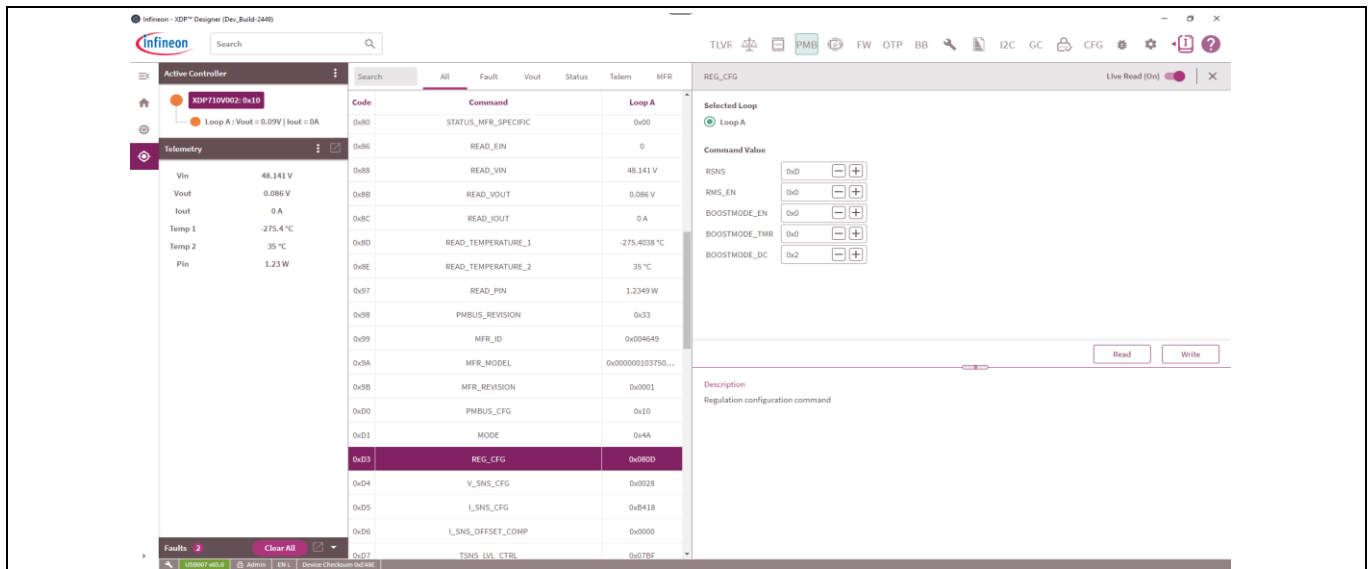 Infineon - XDP™ Designer (Dev_Build-2449)
infineon
Search
TLVR
PMB
FW
OTP
BB
I2C
GC
CFG
Active Controller
XDP710V002: 0x10
Loop A : Vout = 0.09V | Iout = 0A
Telemetry
Vin 48.141 V
Vout 0.086 V
Iout 0 A
Temp 1 -275.4 °C
Temp 2 35 °C
Pin 1.23 W
Faults 2 Clear All
Search All Fault Vout Status Telem MFR
Code Command Loop A
0x80 STATUS_MFR_SPECIFIC 0x00
0x86 READ_EIN 0
0x88 READ_VIN 48.141 V
0x8B READ_VOUT 0.086 V
0x8C READ_IOUT 0 A
0x8D READ_TEMPERATURE_1 -275.4038 °C
0x8E READ_TEMPERATURE_2 35 °C
0x97 READ_PIN 1.2349 W
0x98 PMBUS_REVISION 0x33
0x99 MFR_ID 0x004649
0x9A MFR_MODEL 0x000000103750...
0x9B MFR_REVISION 0x0001
0xD0 PMBUS_CFG 0x10
0xD1 MODE 0x4A
0xD3 REG_CFG 0x080D
0xD4 V_SNS_CFG 0x0028
0xD5 I_SNS_CFG 0xB418
0xD6 I_SNS_OFFSET_COMP 0x0000
0xD7 TSNS_LVL_CTRL 0x07BF
REG_CFG Live Read (On)
Selected Loop
Loop A
Command Value
RSNS 0xD
RMS_EN 0x0
BOOSTMODE_EN 0x0
BOOSTMODE_TMR 0x0
BOOSTMODE_DC 0x2
Read Write
Description
Regulation configuration command
USB007 v65.0 Admin EN L Device Checksum 0xE48E